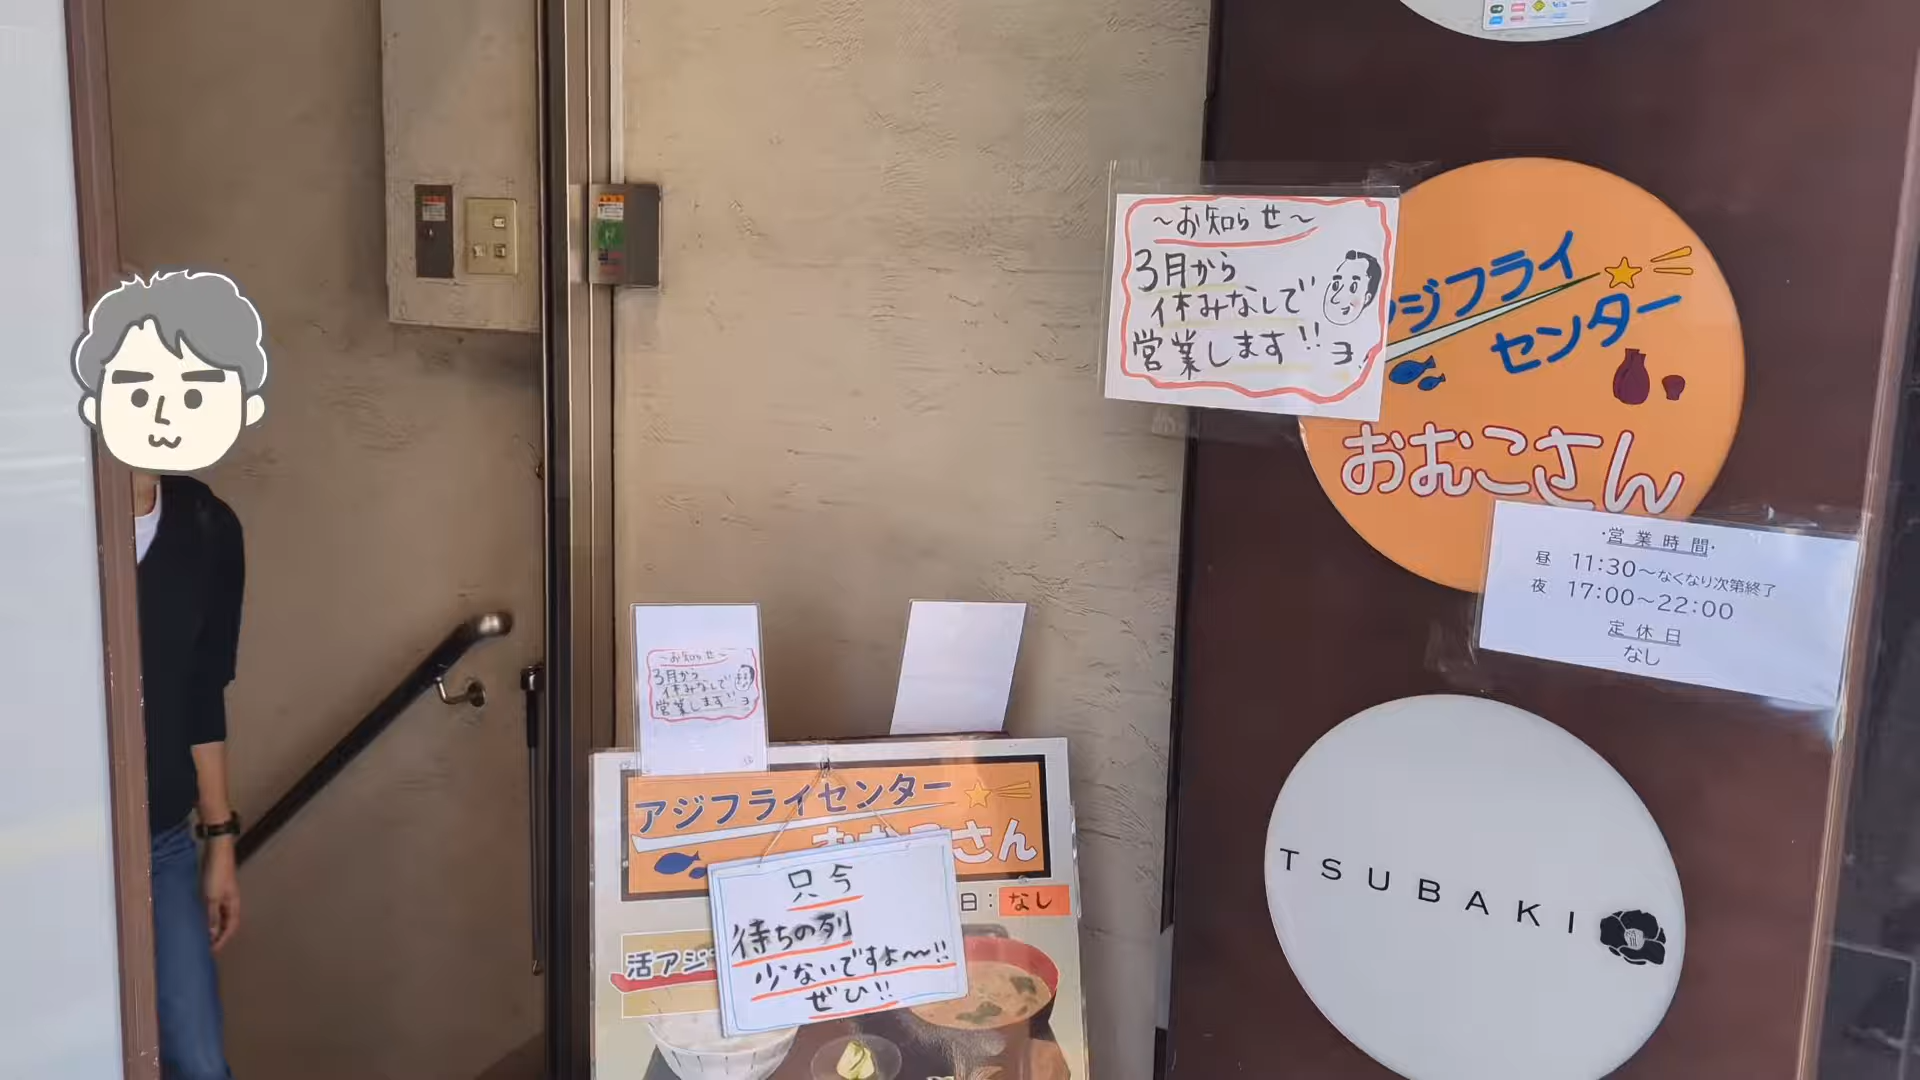 ～お知らせ～
3月から
休みなしで
営業します!!
ヨ!
アジフライ
センター
おむこさん
・営業時間・
昼 11:30～なくなり次第終了
夜 17:00～22:00
定休日
なし
TSUBAKI
～お知らせ～
3月から
休みなしで
営業します!!
ヨ
アジフライセンター
さん
日：なし
活アジ
只今
待ちの列
少ないですよ～!!
ぜひ!!